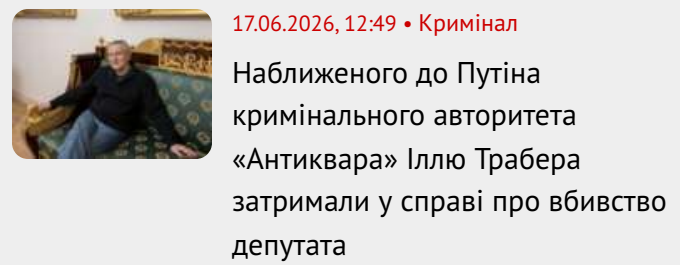 17.06.2026, 12:49 • Кримінал
Наближеного до Путіна
кримінального авторитета
«Антиквара» Іллю Трабера
затримали у справі про вбивство
депутата